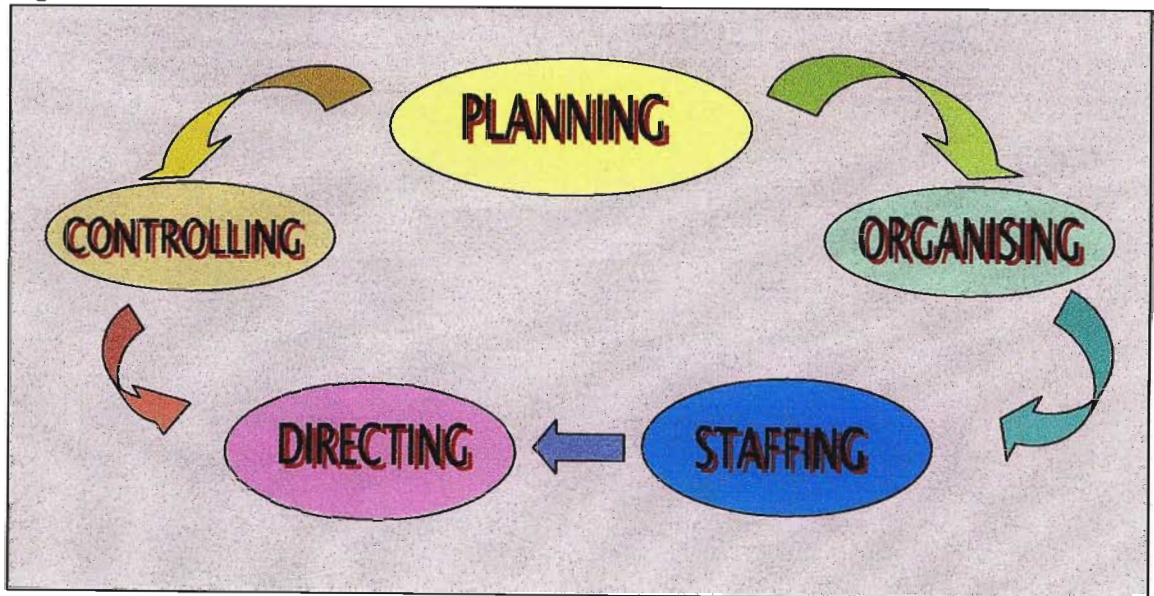 PLANNING
CONTROLLING
ORGANISING
DIRECTING
STAFFING